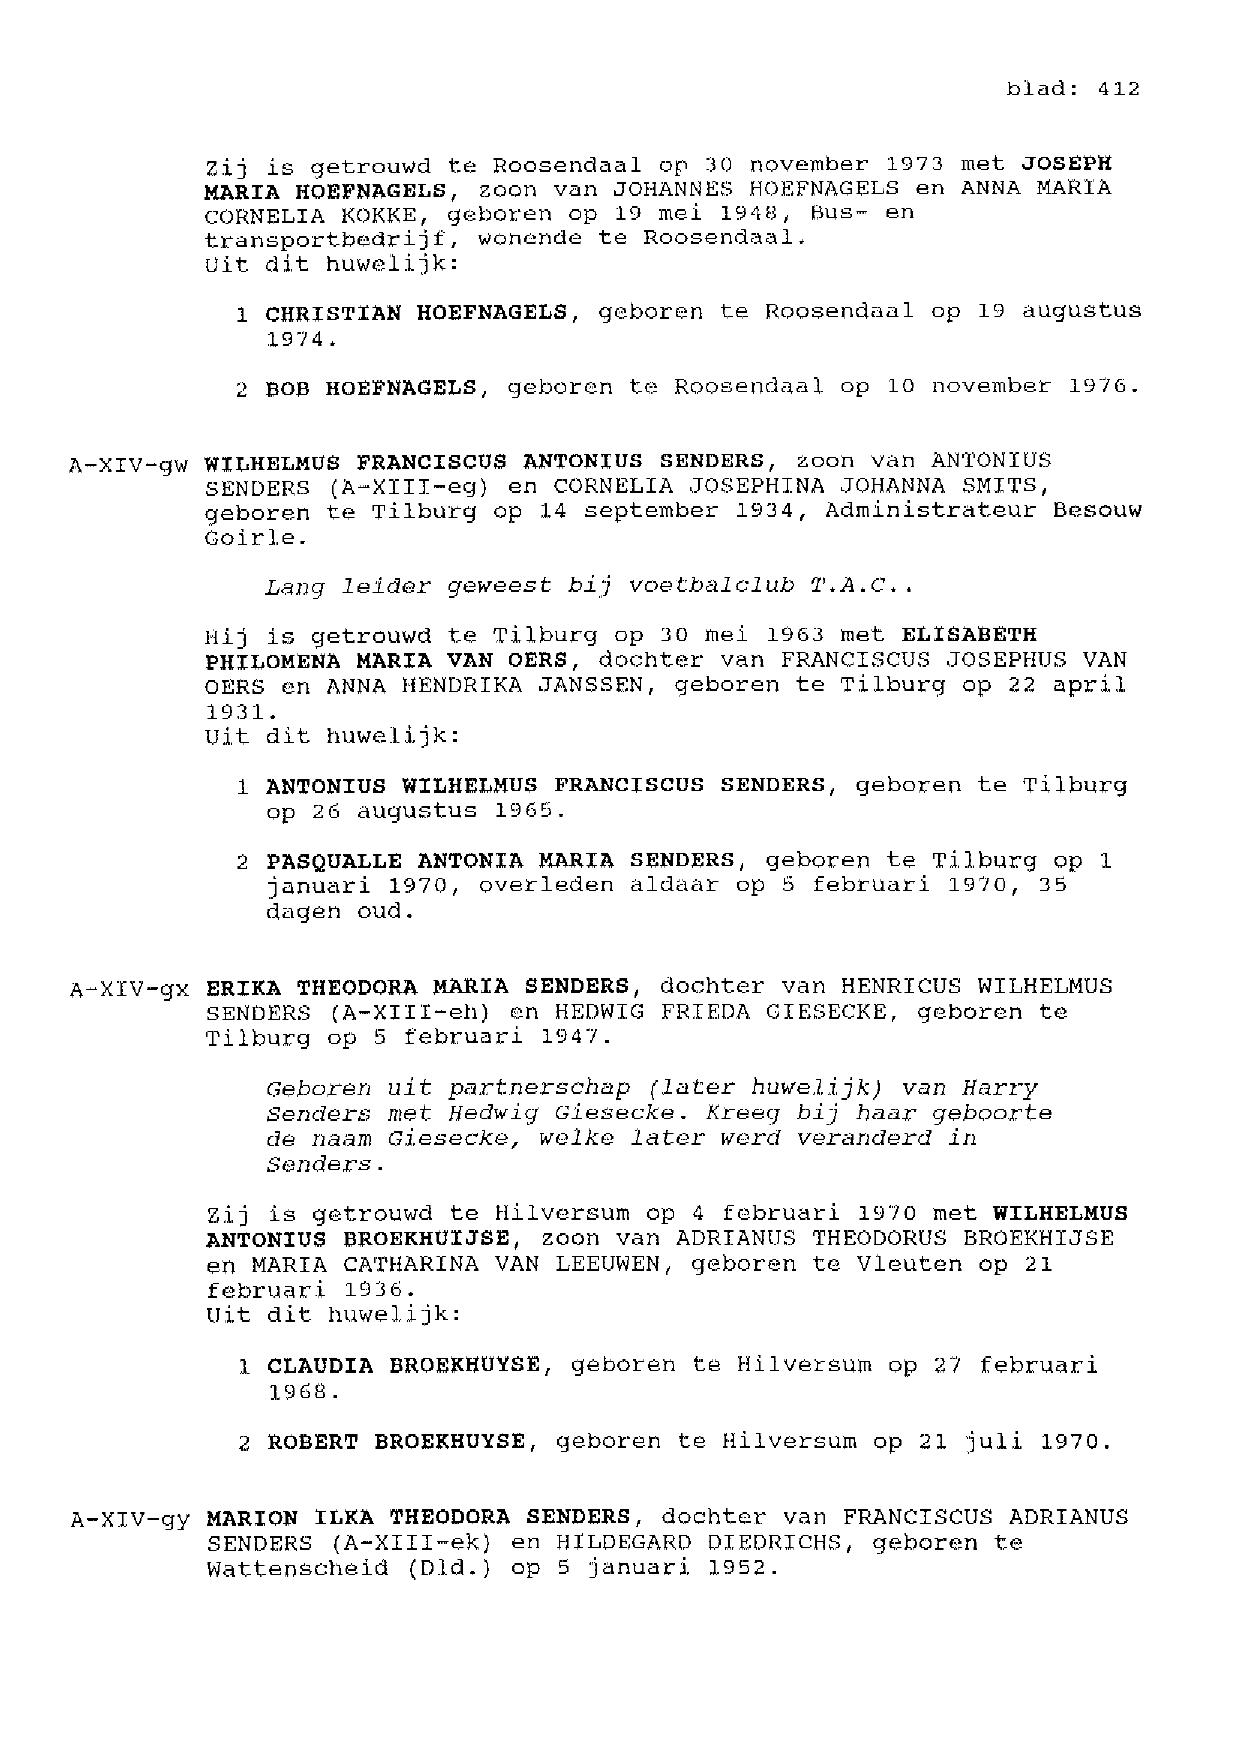 blad: 412
Zij is getrouwd te Roosendaal op 30 november 1973 met JOSEPH
MARIA HOEFNAGELS, zoon van JOHANNES HOEFNAGELS en ANNA MARIA
CORNELIA KOKKE, geboren op 19 mei 1948, Bus- en
transportbedrijf, wonende te Roosendaal.
Uit dit huwelijk:
1 CHRISTIAN HOEFNAGELS, geboren te Roosendaal op 19 augustus
1974.
2 BOB HOEFNAGELS, geboren te Roosendaal op 10 november 1976.
A-XIV-gw WILHELMUS FRANCISCUS ANTONIUS SENDERS, zoon van ANTONIUS
SENDERS (A-XIII-eg) en CORNELIA JOSEPHINA JOHANNA SMITS,
geboren te Tilburg op 14 september 1934, Administrateur Besouw
Goirle.
Lang leider geweest bij voetbalclub T.A.C..
Hij is getrouwd te Tilburg op 30 mei 1963 met ELISABETH
PHILOMENA MARIA VAN OERS, dochter van FRANCISCUS JOSEPHUS VAN
OERS en ANNA HENDRIKA JANSSEN, geboren te Tilburg op 22 april
1931.
Uit dit huwelijk:
1 ANTONIUS WILHELMUS FRANCISCUS SENDERS, geboren te Tilburg
op 26 augustus 1965.
2 PASQUALLE ANTONIA MARIA SENDERS, geboren te Tilburg op 1
januari 1970, overleden aldaar op 5 februari 1970, 35
dagen oud.
A-XIV-gx ERIKA THEODORA MARIA SENDERS, dochter van HENRICUS WILHELMUS
SENDERS (A-XIII-eh) en HEDWIG FRIEDA GIESECKE, geboren te
Tilburg op 5 februari 1947.
Geboren uit partnerschap (later huwelijk) van Harry
Senders met Hedwig Giesecke. Kreeg bij haar geboorte
de naam Giesecke, welke later werd veranderd in
Senders.
Zij is getrouwd te Hilversum op 4 februari 1970 met WILHELMUS
ANTONIUS BROEKHUIJSE, zoon van ADRIANUS THEODORUS BROEKHIJSE
en MARIA CATHARINA VAN LEEUWEN, geboren te Vleuten op 21
februari 1936.
Uit dit huwelijk:
1 CLAUDIA BROEKHUYSE, geboren te Hilversum op 27 februari
1968.
2 ROBERT BROEKHUYSE, geboren te Hilversum op 21 juli 1970.
A-XIV-gy MARION ILKA THEODORA SENDERS, dochter van FRANCISCUS ADRIANUS
SENDERS (A-XIII-ek) en HILDEGARD DIEDRICHS, geboren te
Wattenscheid (Dld.) op 5 januari 1952.